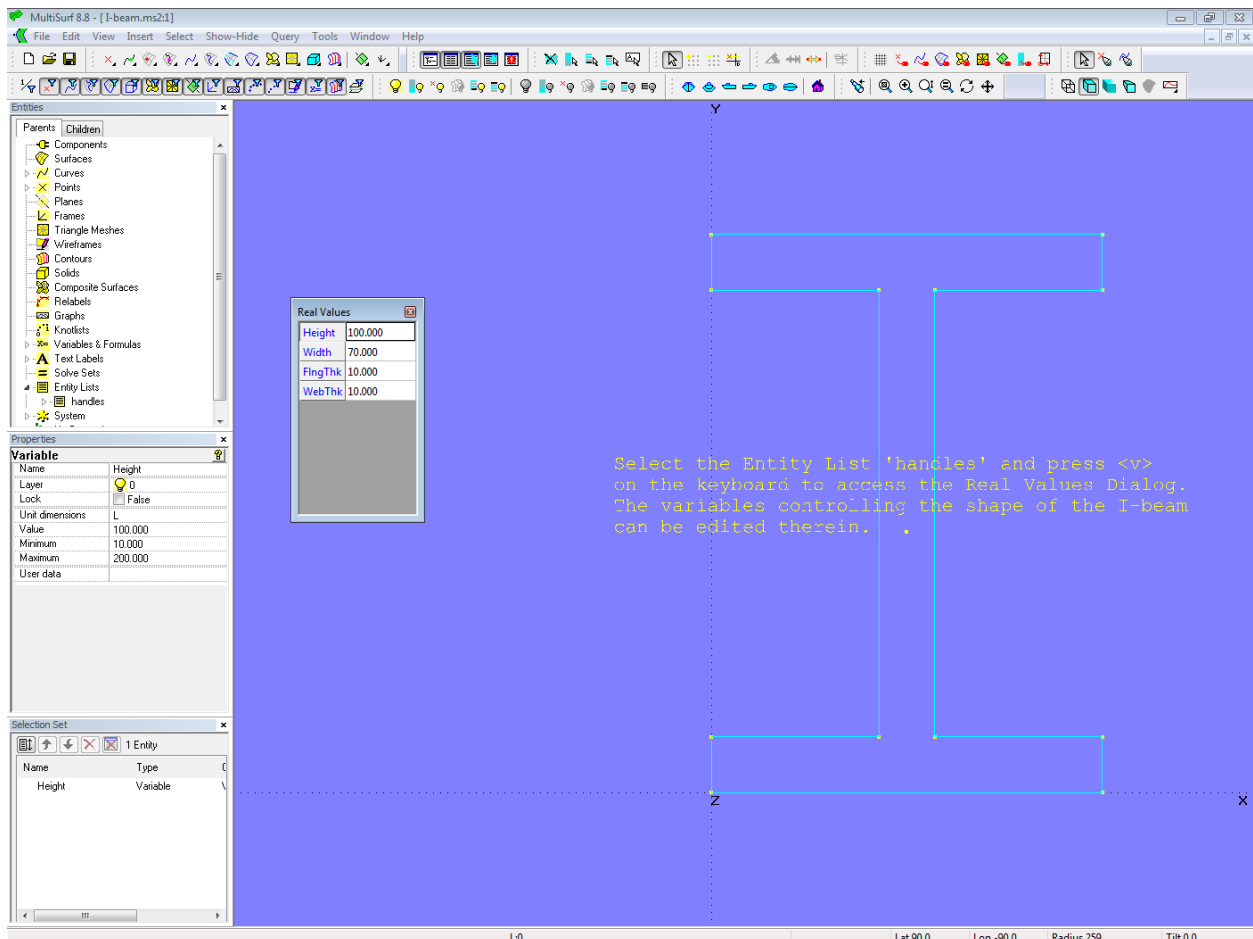 MultiSurf 8.8 - [ I-beam.ms2:1]
File Edit View Insert Select Show-Hide Query Tools Window Help
Entities
Parents Children
Components
Surfaces
Curves
Points
Planes
Frames
Triangle Meshes
Wireframes
Contours
Solids
Composite Surfaces
Relabels
Graphs
Knotlists
Variables & Formulas
Text Labels
Solve Sets
Entity Lists
handles
System
Properties
Variable
Name Height
Layer 0
Lock False
Unit dimensions L
Value 100.000
Minimum 10.000
Maximum 200.000
User data
Selection Set
1 Entity
Name Type
Height Variable
Real Values
Height 100.000
Width 70.000
FlngThk 10.000
WebThk 10.000
Y
Select the Entity List 'handles' and press <v>
on the keyboard to access the Real Values Dialog.
The variables controlling the shape of the I-beam
can be edited therein.
Z
X
L:0 Lat 90.0 Lon -90.0 Radius 259 Tilt 0.0